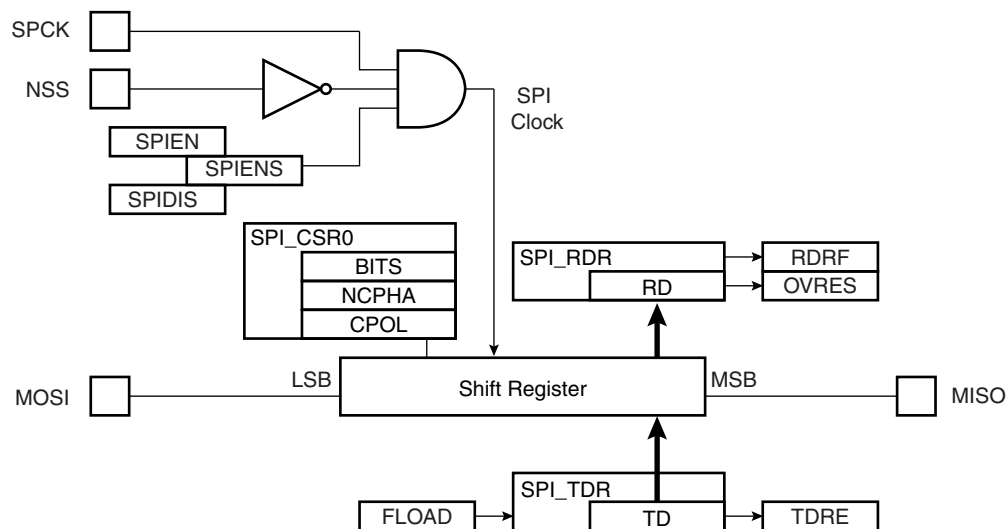 SPCK
NSS
SPI
Clock
SPIEN
SPIENS
SPIDIS
SPI_CSR0
BITS
NCPHA
CPOL
SPI_RDR
RD
RDRF
OVRES
MOSI
LSB
Shift Register
MSB
MISO
SPI_TDR
FLOAD
TD
TDRE